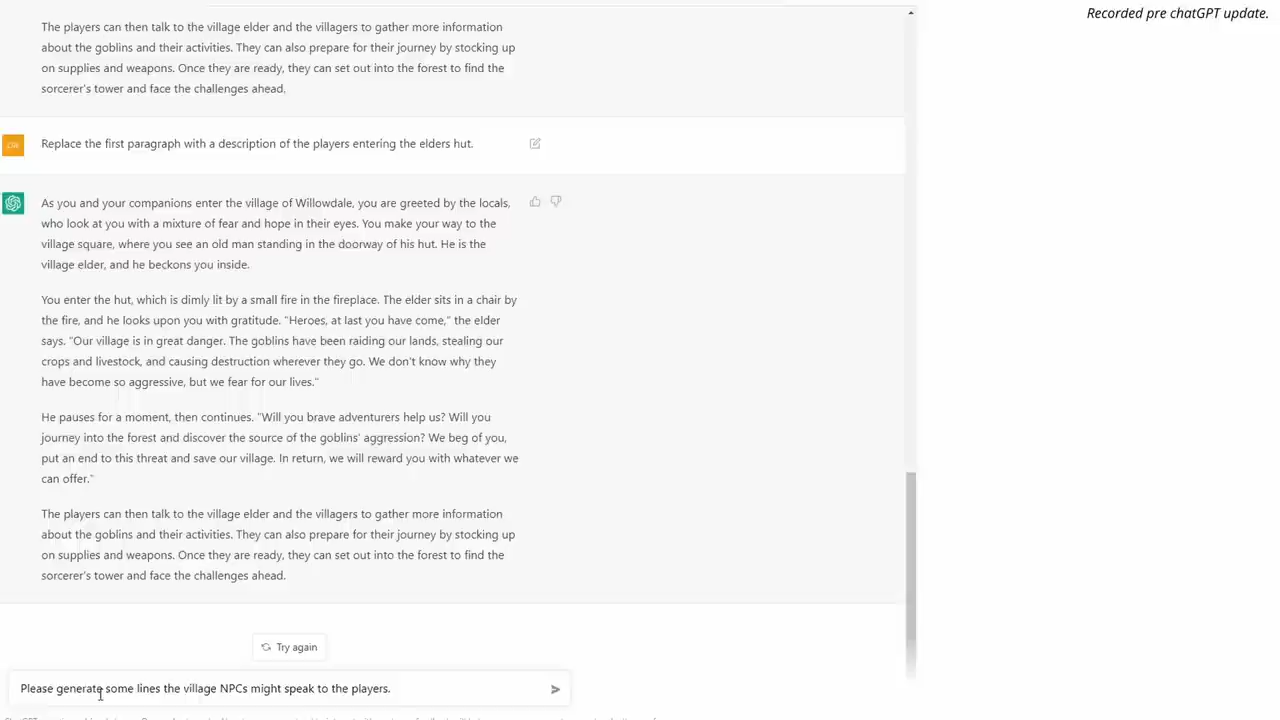 Recorded pre chatGPT update.
The players can then talk to the village elder and the villagers to gather more information
about the goblins and their activities. They can also prepare for their journey by stocking up
on supplies and weapons. Once they are ready, they can set out into the forest to find the
sorcerer's tower and face the challenges ahead.
Replace the first paragraph with a description of the players entering the elders hut.
As you and your companions enter the village of Willowdale, you are greeted by the locals,
who look at you with a mixture of fear and hope in their eyes. You make your way to the
village square, where you see an old man standing in the doorway of his hut. He is the
village elder, and he beckons you inside.
You enter the hut, which is dimly lit by a small fire in the fireplace. The elder sits in a chair by
the fire, and he looks upon you with gratitude. "Heroes, at last you have come," the elder
says. "Our village is in great danger. The goblins have been raiding our lands, stealing our
crops and livestock, and causing destruction wherever they go. We don't know why they
have become so aggressive, but we fear for our lives."
He pauses for a moment, then continues. "Will you brave adventurers help us? Will you
journey into the forest and discover the source of the goblins' aggression? We beg of you,
put an end to this threat and save our village. In return, we will reward you with whatever we
can offer."
The players can then talk to the village elder and the villagers to gather more information
about the goblins and their activities. They can also prepare for their journey by stocking up
on supplies and weapons. Once they are ready, they can set out into the forest to find the
sorcerer's tower and face the challenges ahead.
Try again
Please generate some lines the village NPCs might speak to the players.